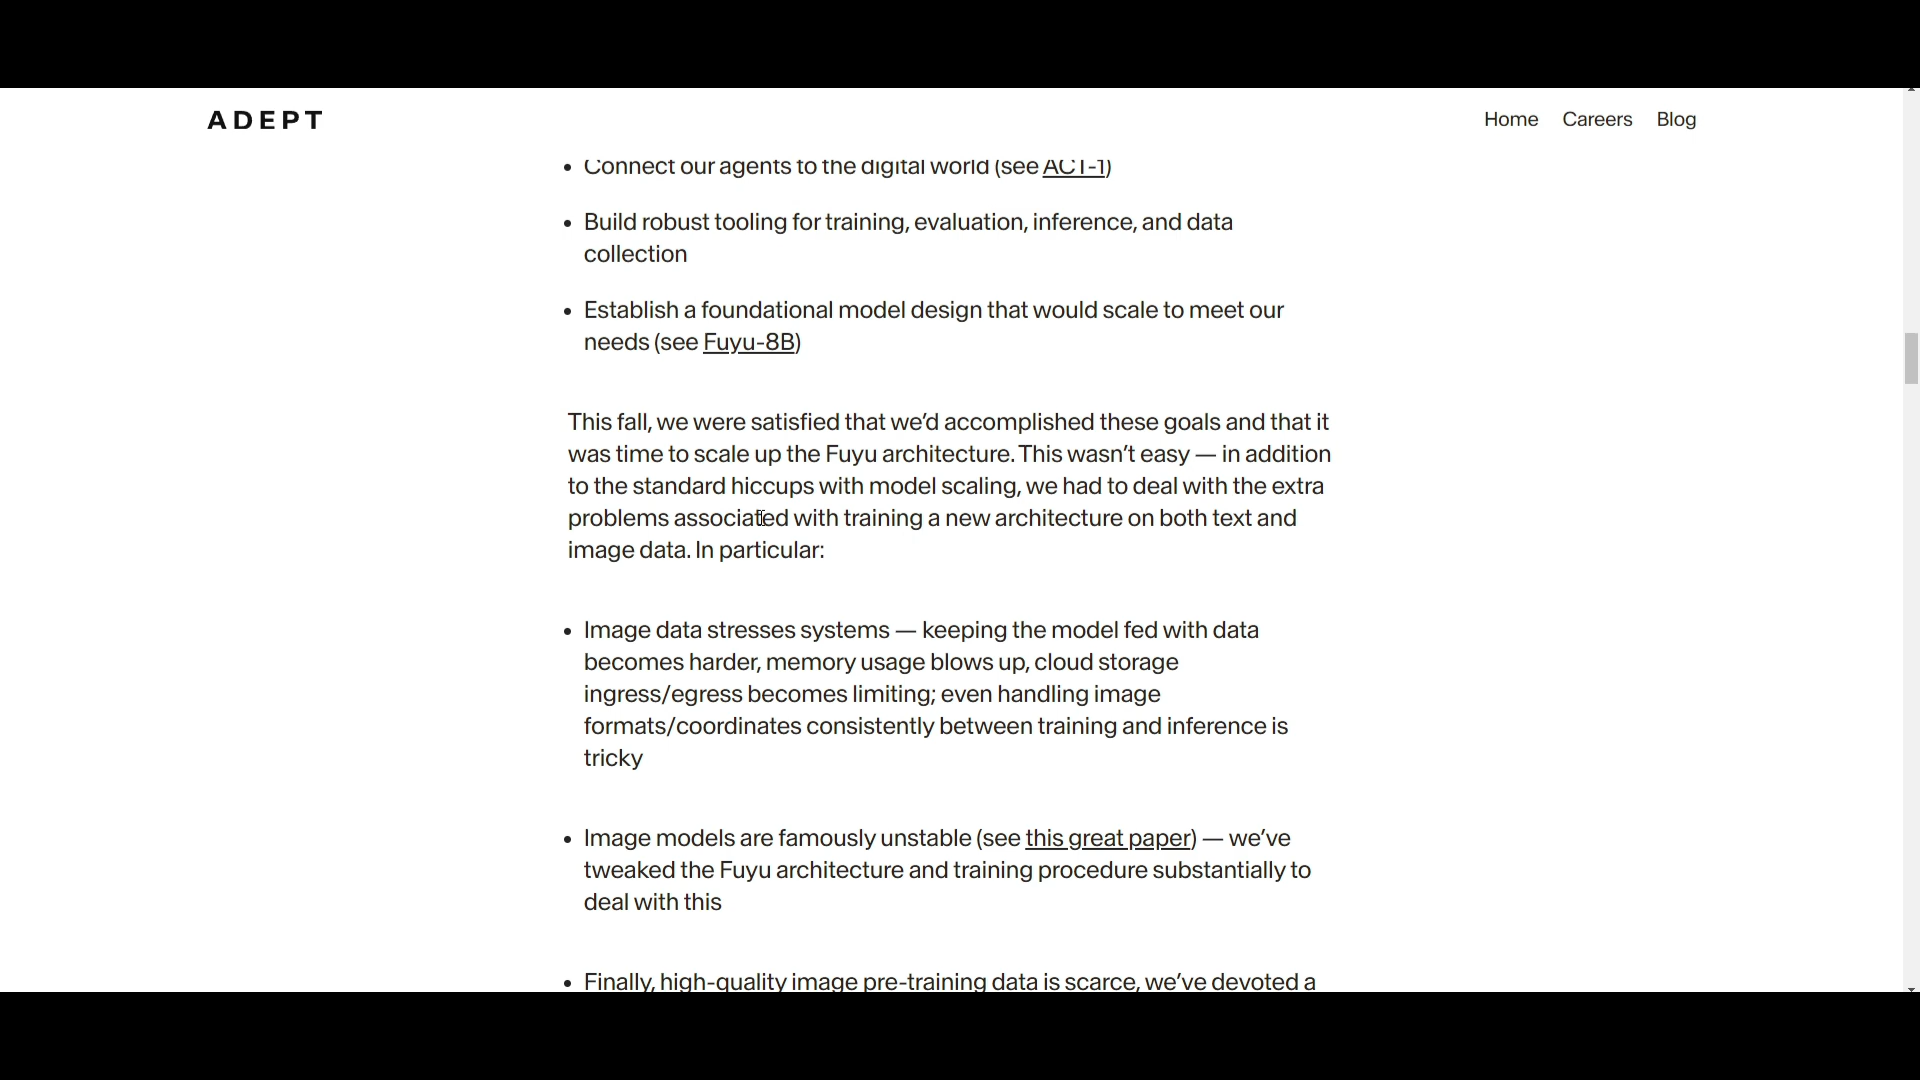 ADEPT
Home Careers Blog
• Connect our agents to the digital world (see ACT-1)
• Build robust tooling for training, evaluation, inference, and data
collection
• Establish a foundational model design that would scale to meet our
needs (see Fuyu-8B)
This fall, we were satisfied that we’d accomplished these goals and that it
was time to scale up the Fuyu architecture. This wasn’t easy — in addition
to the standard hiccups with model scaling, we had to deal with the extra
problems associated with training a new architecture on both text and
image data. In particular:
• Image data stresses systems — keeping the model fed with data
becomes harder, memory usage blows up, cloud storage
ingress/egress becomes limiting; even handling image
formats/coordinates consistently between training and inference is
tricky
• Image models are famously unstable (see this great paper) — we’ve
tweaked the Fuyu architecture and training procedure substantially to
deal with this
• Finally, high-quality image pre-training data is scarce, we’ve devoted a